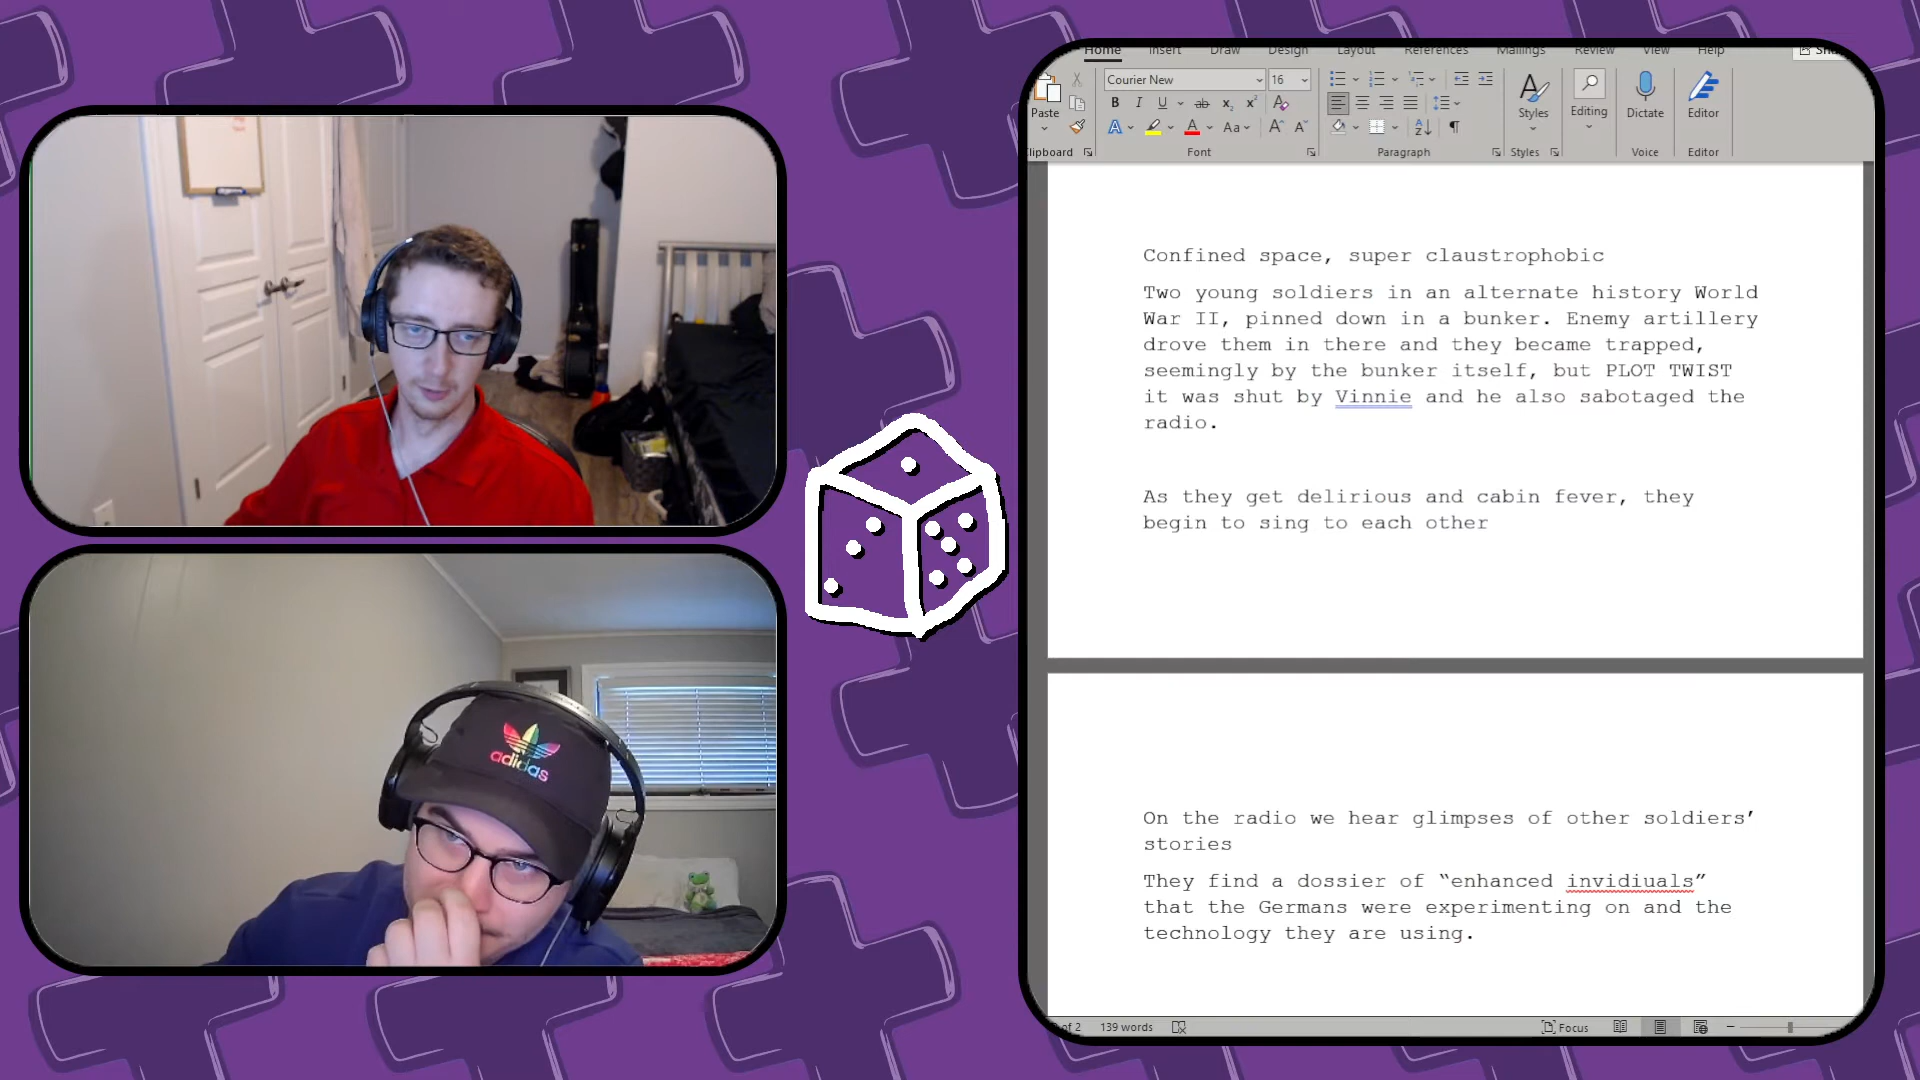 Home Insert Draw Design Layout References Mailings Review View Help
Courier New 16
Paste
Styles
Editing
Dictate
Editor
Font Paragraph Styles Voice Editor
Confined space, super claustrophobic
Two young soldiers in an alternate history World
War II, pinned down in a bunker. Enemy artillery
drove them in there and they became trapped,
seemingly by the bunker itself, but PLOT TWIST
it was shut by Vinnie and he also sabotaged the
radio.
As they get delirious and cabin fever, they
begin to sing to each other
On the radio we hear glimpses of other soldiers’
stories
They find a dossier of “enhanced invidiuals”
that the Germans were experimenting on and the
technology they are using.
of 2 139 words Focus
adidas